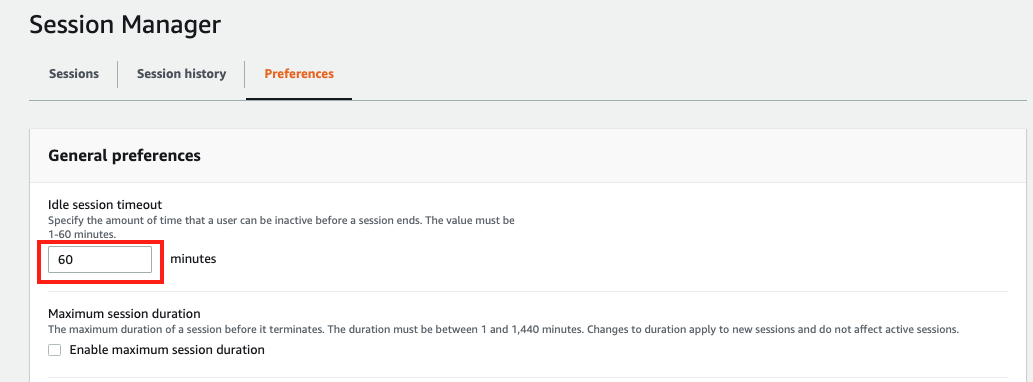 Session Manager
Sessions
Session history
Preferences
General preferences
Idle session timeout
Specify the amount of time that a user can be inactive before a session ends. The value must be
1-60 minutes.
60
minutes
Maximum session duration
The maximum duration of a session before it terminates. The duration must be between 1 and 1,440 minutes. Changes to duration apply to new sessions and do not affect active sessions.
Enable maximum session duration